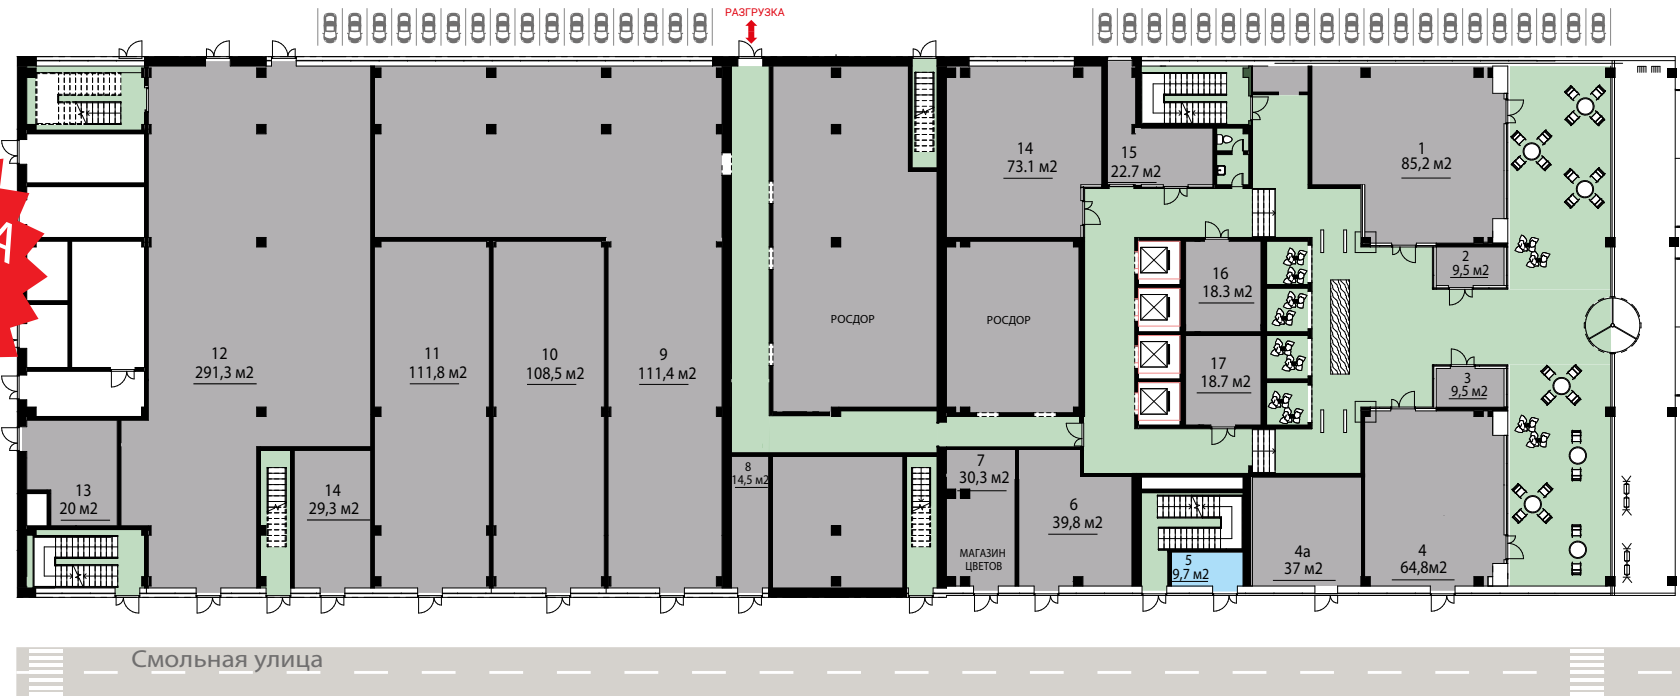 РАЗГРУЗКА
А
14
73.1 м2
15
22.7 м2
1
85,2 м2
2
9,5 м2
16
18.3 м2
РОСДОР
РОСДОР
12
291,3 м2
11
111,8 м2
10
108,5 м2
9
111,4 м2
17
18.7 м2
3
9,5 м2
13
20 м2
14
29,3 м2
8
14,5 м2
7
30,3 м2
6
39,8 м2
МАГАЗИН
ЦВЕТОВ
5
9,7 м2
4а
37 м2
4
64,8м2
Смольная улица